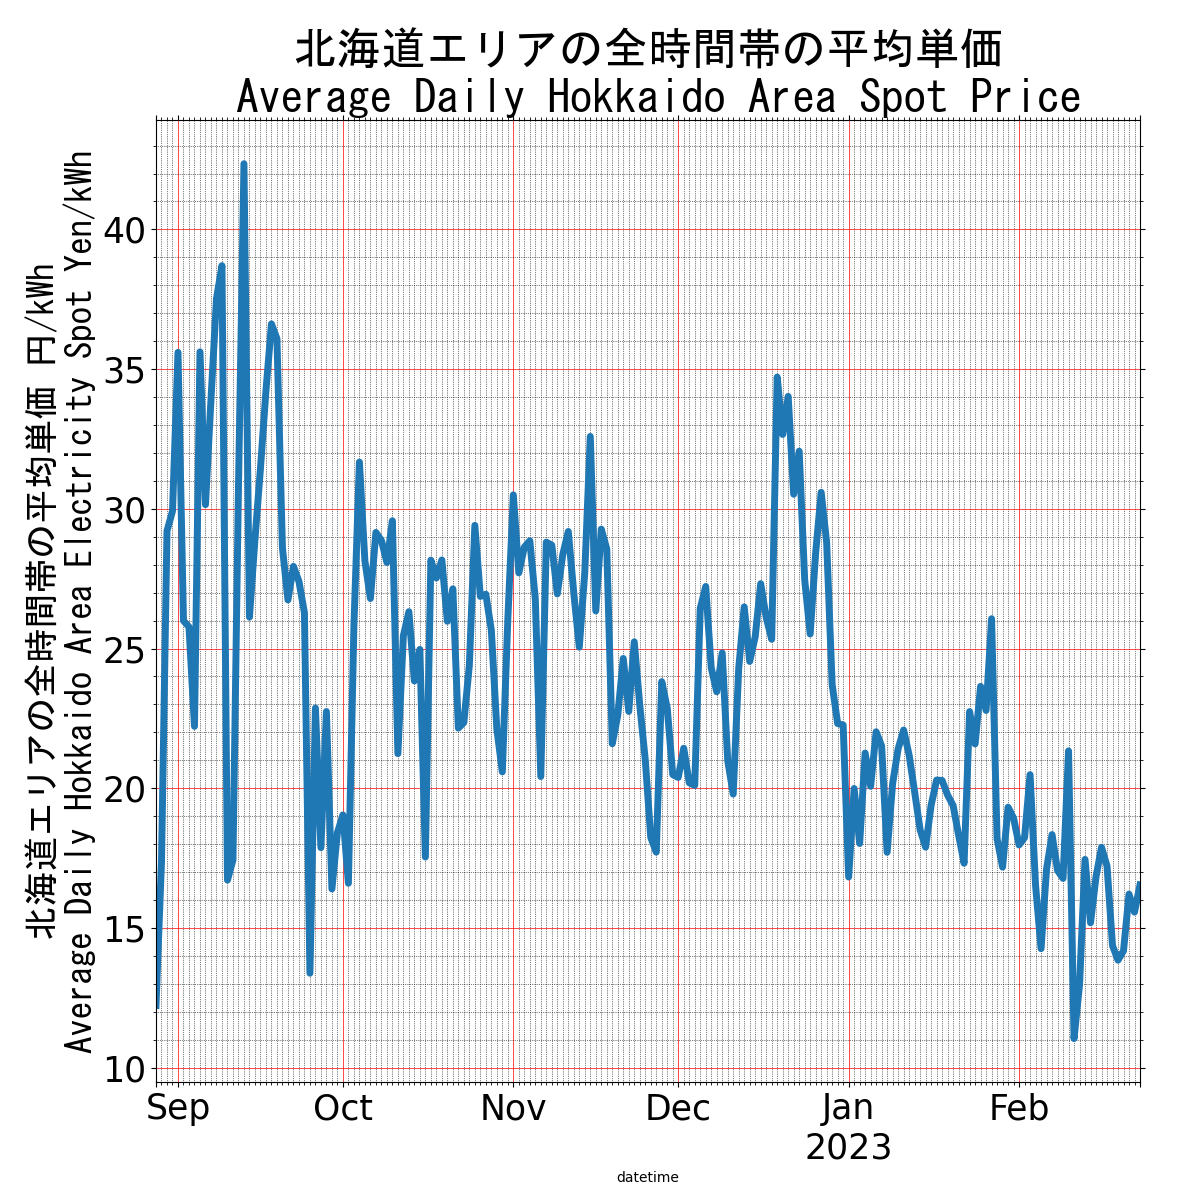 北海道エリアの全時間帯の平均単価
Average Daily Hokkaido Area Spot Price
北海道エリアの全時間帯の平均単価 円/kWh
Average Daily Hokkaido Area Electricity Spot Yen/kWh
40
35
30
25
20
15
10
Sep Oct Nov Dec Jan Feb
2023
datetime